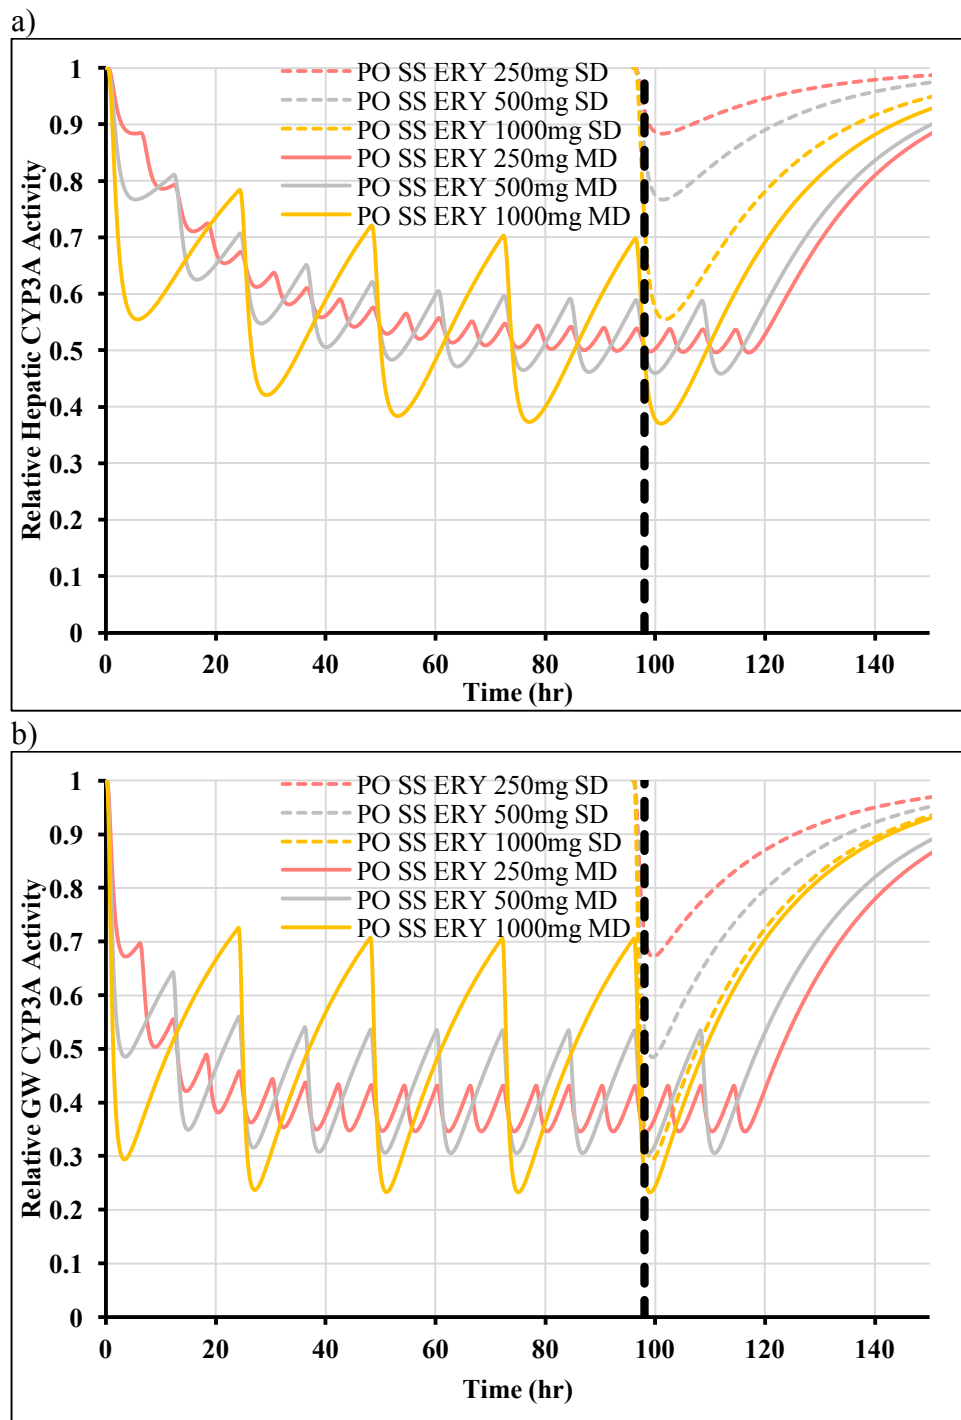 a)
PO SS ERY 250mg SD
PO SS ERY 500mg SD
PO SS ERY 1000mg SD
PO SS ERY 250mg MD
PO SS ERY 500mg MD
PO SS ERY 1000mg MD
Relative Hepatic CYP3A Activity
1
0.9
0.8
0.7
0.6
0.5
0.4
0.3
0.2
0.1
0
0 20 40 60 80 100 120 140
Time (hr)
b)
PO SS ERY 250mg SD
PO SS ERY 500mg SD
PO SS ERY 1000mg SD
PO SS ERY 250mg MD
PO SS ERY 500mg MD
PO SS ERY 1000mg MD
Relative GW CYP3A Activity
1
0.9
0.8
0.7
0.6
0.5
0.4
0.3
0.2
0.1
0
0 20 40 60 80 100 120 140
Time (hr)